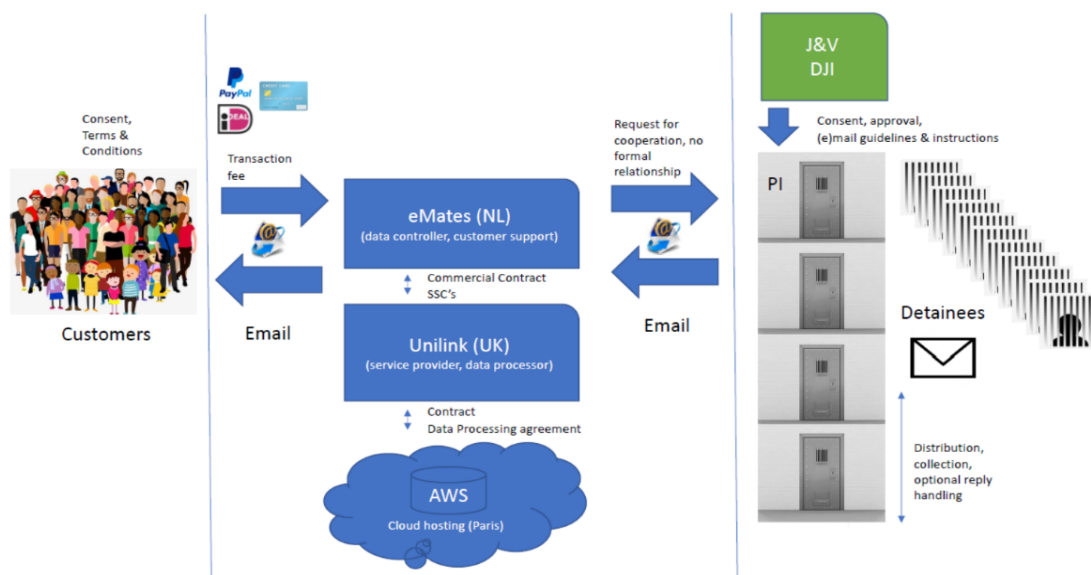 Consent,
Terms &
Conditions
Customers
PayPal
CREDIT CARD
iDEAL
Transaction
fee
Email
eMates (NL)
(data controller, customer support)
Commercial Contract
SSC's
Unilink (UK)
(service provider, data processor)
Contract
Data Processing agreement
AWS
Cloud hosting (Paris)
Request for
cooperation, no
formal
relationship
Email
J&V
DJI
Consent, approval,
(e)mail guidelines & instructions
PI
Detainees
Distribution,
collection,
optional reply
handling